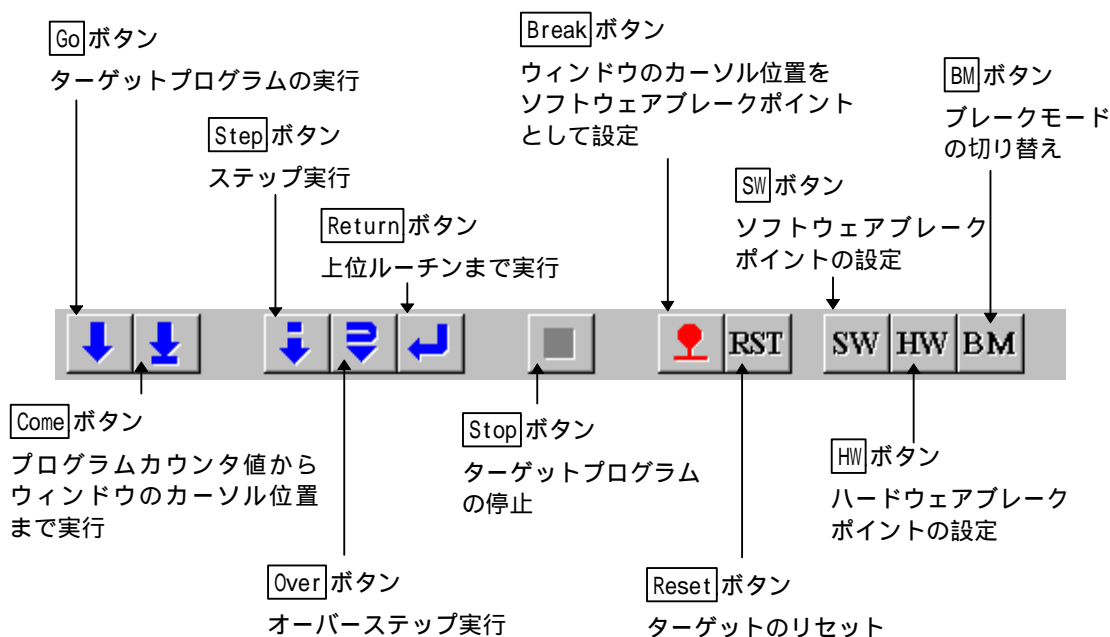 Goボタン
ターゲットプログラムの実行
Stepボタン
ステップ実行
Returnボタン
上位ルーチンまで実行
Breakボタン
ウィンドウのカーソル位置を
ソフトウェアブレークポイント
として設定
SWボタン
ソフトウェアブレーク
ポイントの設定
BMボタン
ブレークモード
の切り替え
RST
SW
HW
BM
Comeボタン
プログラムカウンタ値から
ウィンドウのカーソル位置
まで実行
Overボタン
オーバーステップ実行
Stopボタン
ターゲットプログラム
の停止
Resetボタン
ターゲットのリセット
HWボタン
ハードウェアブレーク
ポイントの設定